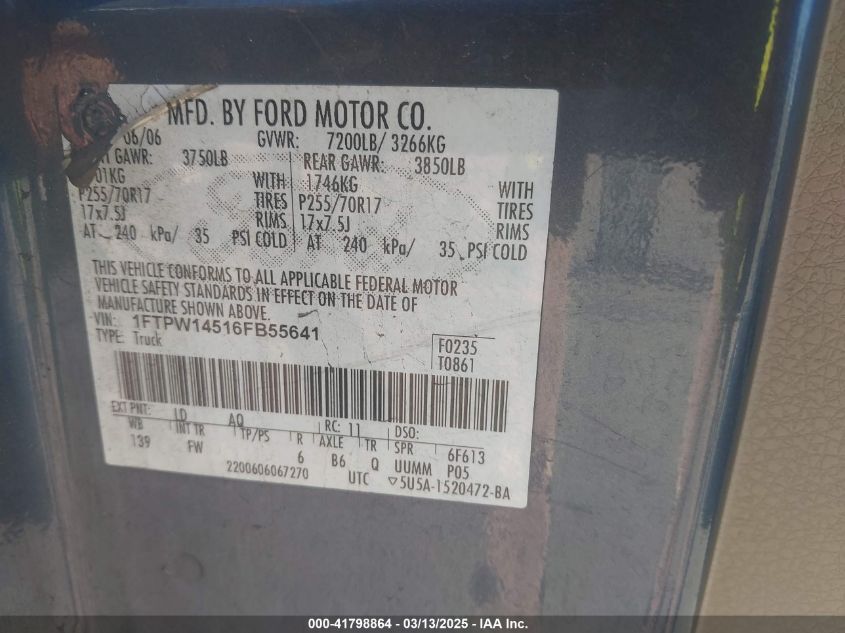 MFD. BY FORD MOTOR CO.
06/06 GVWR: 7200LB/ 3266KG
GAWR: 3750LB REAR GAWR: 3850LB
01KG WITH 1746KG WITH
P255/70R17 TIRES P255/70R17 TIRES
17x7.5J RIMS 17x7.5J RIMS
AT 240 kPa/ 35 PSI COLD AT 240 kPa/ 35 PSI COLD
THIS VEHICLE CONFORMS TO ALL APPLICABLE FEDERAL MOTOR
VEHICLE SAFETY STANDARDS IN EFFECT ON THE DATE OF
MANUFACTURE SHOWN ABOVE.
VIN: 1FTPW14516FB55641
TYPE: Truck
F0235
T0861
EXT PNT: LD AQ RC: 11 DSO:
WB INT TR TP/PS R AXLE TR SPR 6F613
139 FW 6 B6 Q UUMM P05
2200606067270 UTC ▽5U5A-1520472-BA
000-41798864 / 03/13/2025 - IAA Inc.